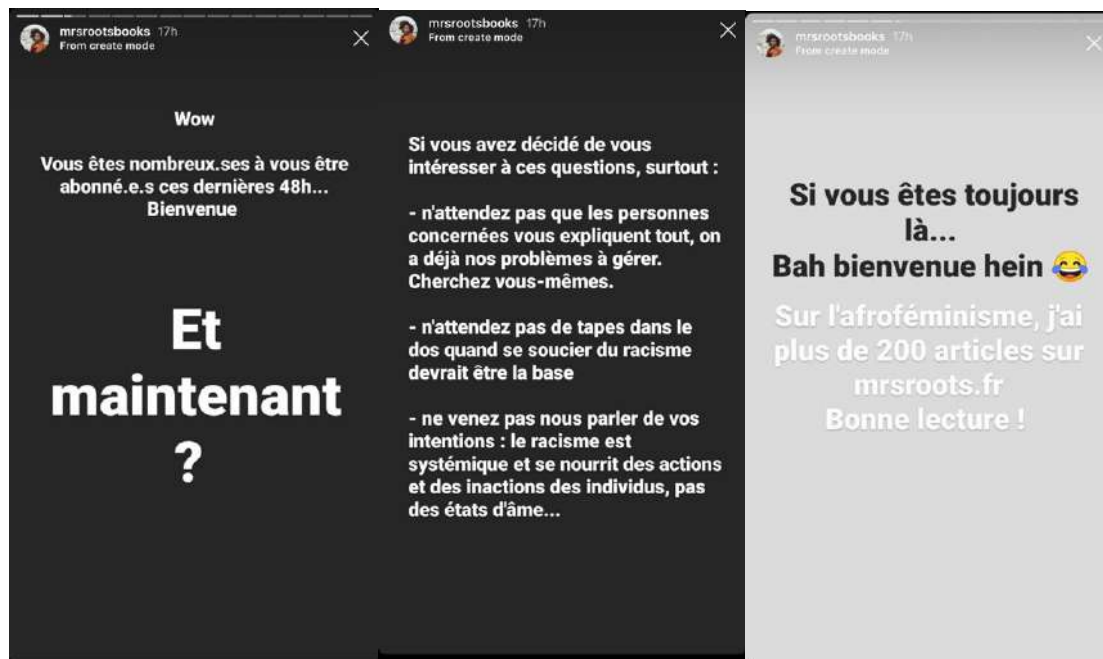 mrsrootsbooks 17h
From create mode
Wow
Vous êtes nombreux.ses à vous être
abonné.e.s ces dernières 48h...
Bienvenue
Et
maintenant
?
mrsrootsbooks 17h
From create mode
Si vous avez décidé de vous
intéresser à ces questions, surtout :
- n'attendez pas que les personnes
concernées vous expliquent tout, on
a déjà nos problèmes à gérer.
Cherchez vous-mêmes.
- n'attendez pas de tapes dans le
dos quand se soucier du racisme
devrait être la base
- ne venez pas nous parler de vos
intentions : le racisme est
systémique et se nourrit des actions
et des inactions des individus, pas
des états d'âme...
mrsrootsbooks 17h
From create mode
Si vous êtes toujours
là...
Bah bienvenue hein 😂
Sur l'afroféminisme, j'ai
plus de 200 articles sur
mrsroots.fr
Bonne lecture !